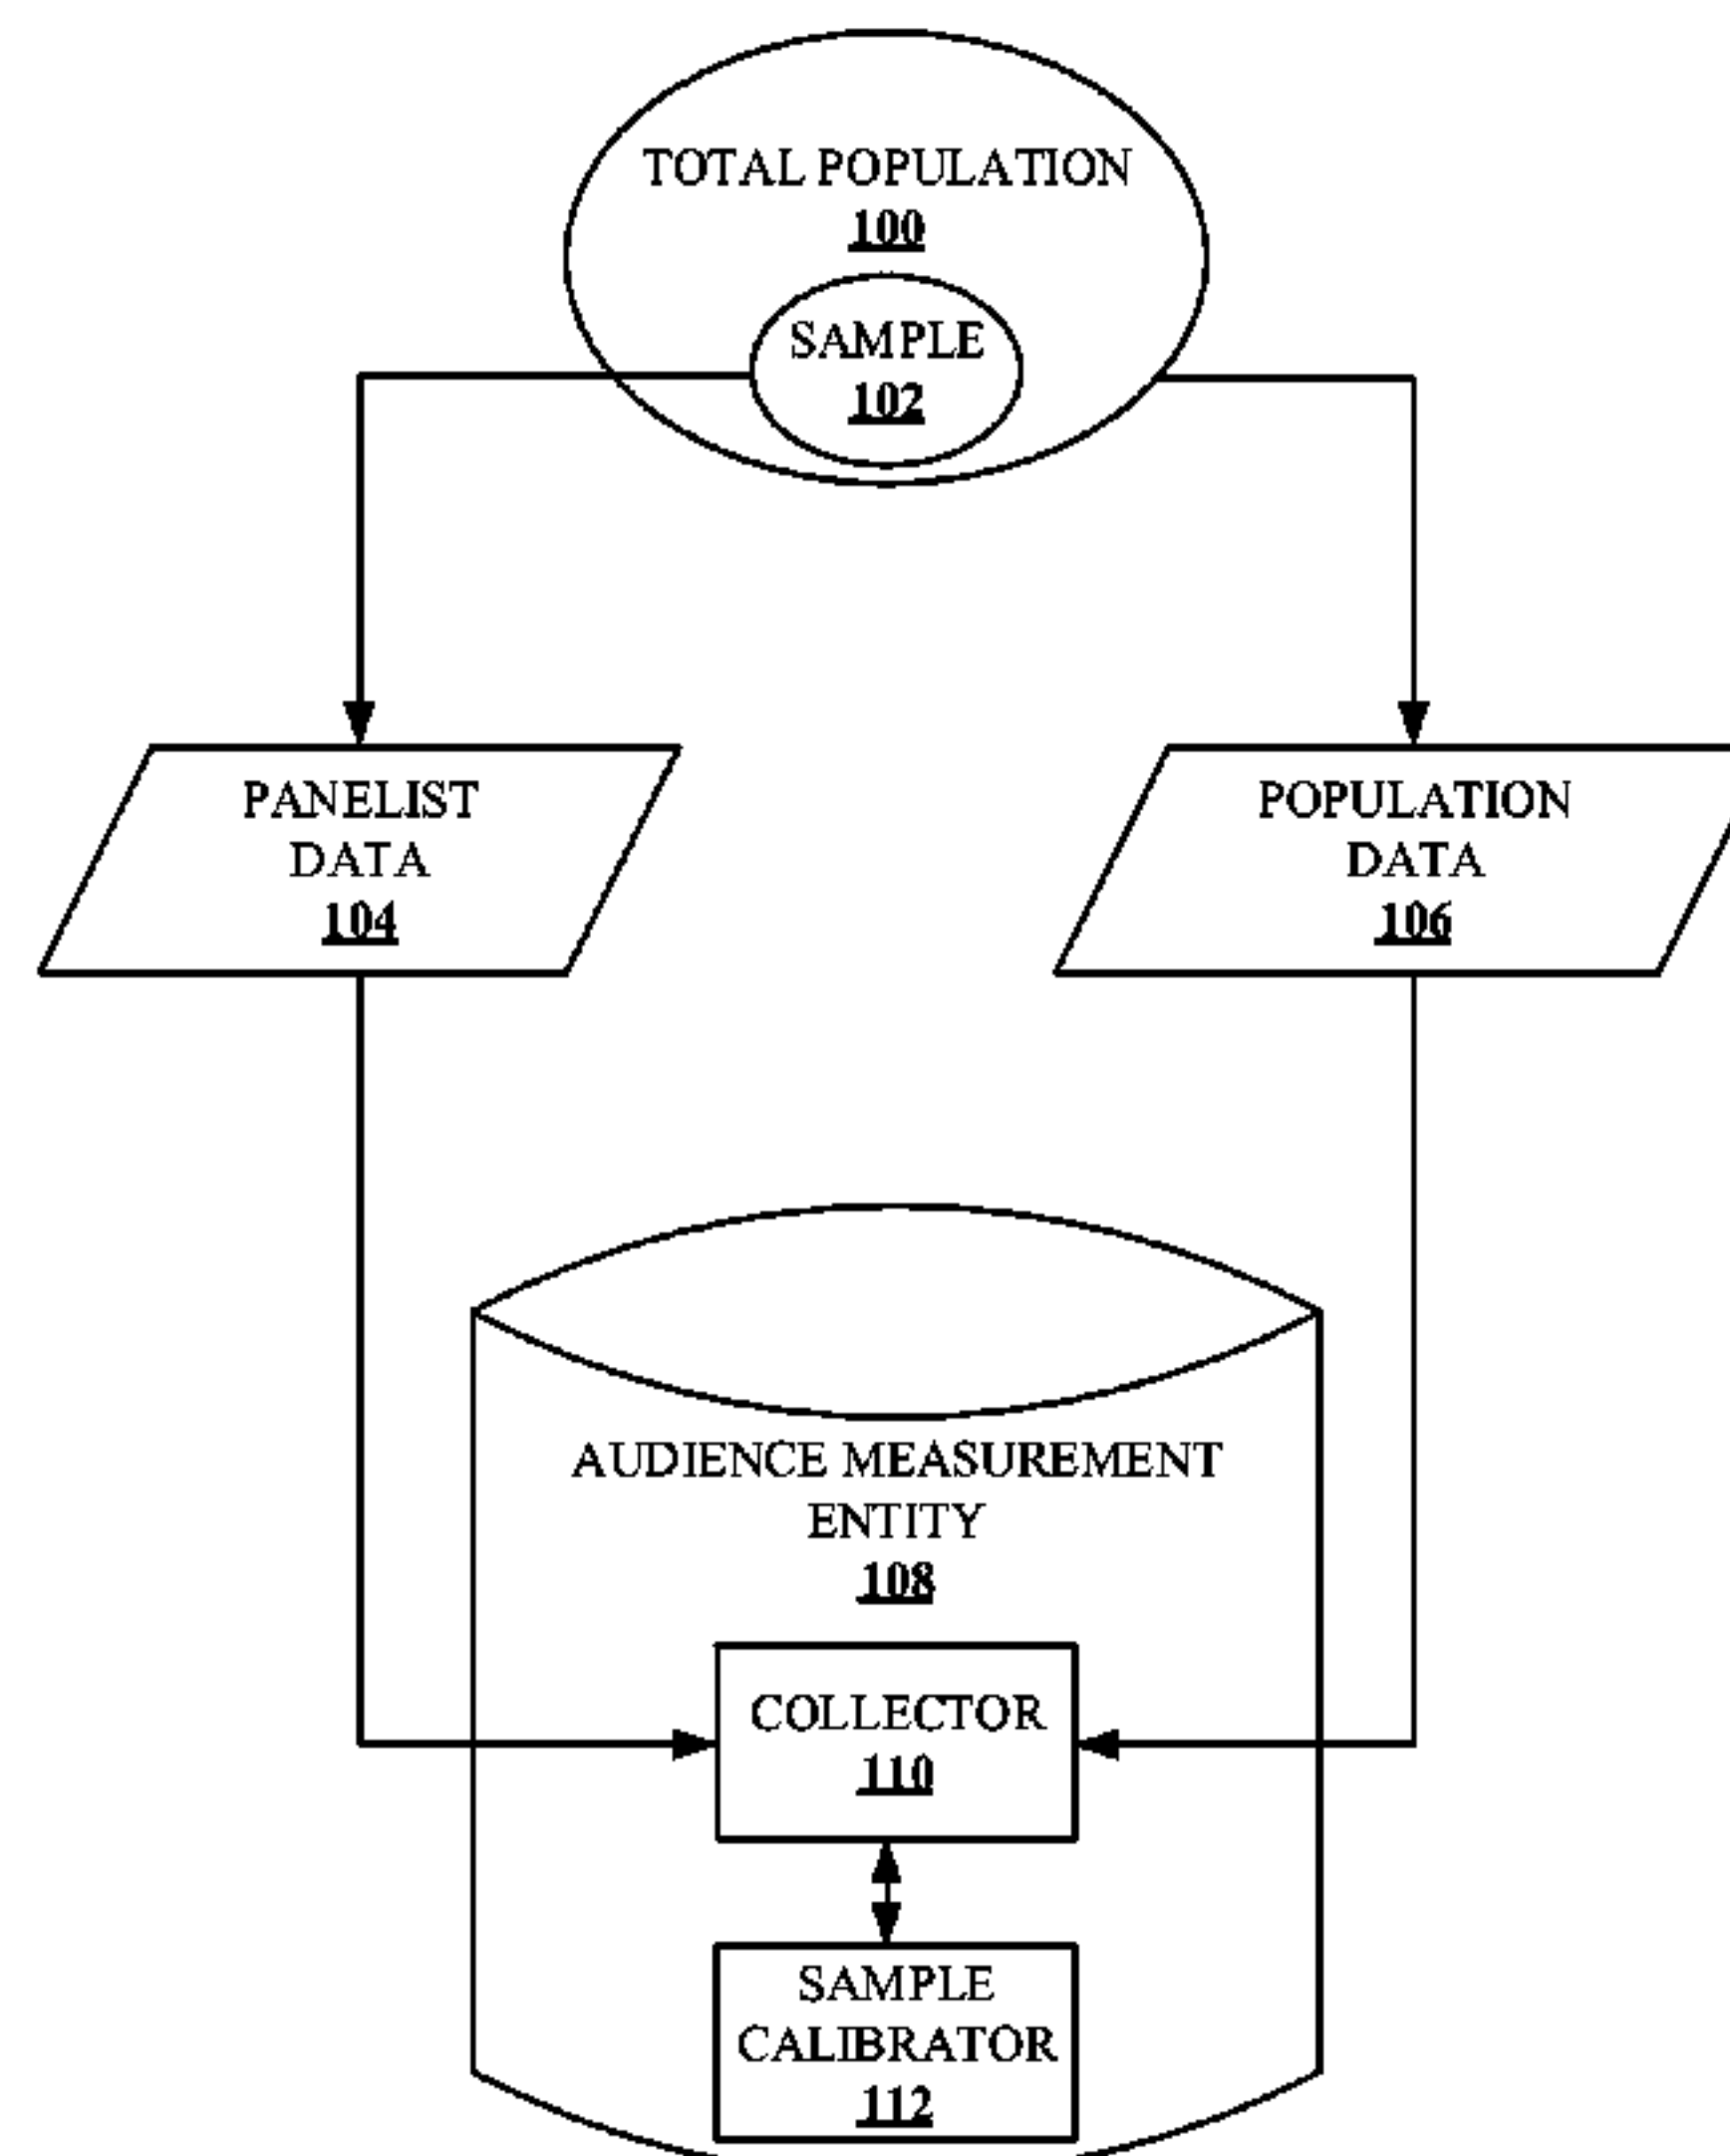 TOTAL POPULATION
100
SAMPLE
102
PANELIST
DATA
104
POPULATION
DATA
106
AUDIENCE MEASUREMENT
ENTITY
108
COLLECTOR
110
SAMPLE
CALIBRATOR
112